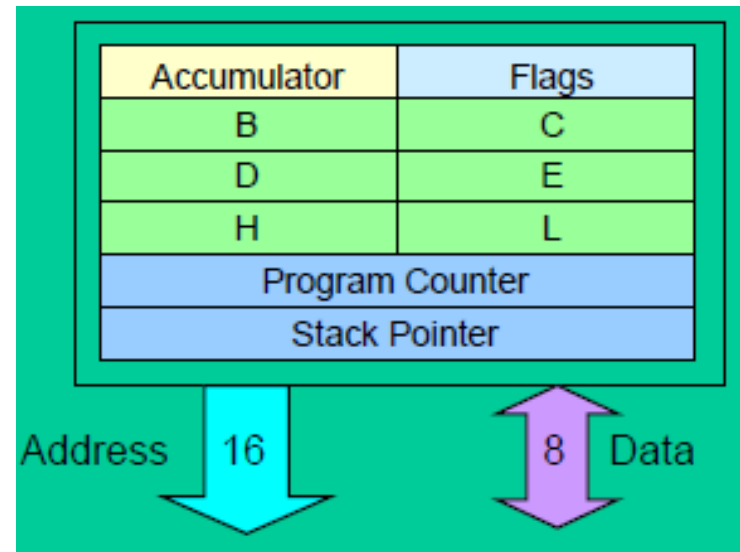 Accumulator Flags
B C
D E
H L
Program Counter
Stack Pointer
Address 16 8 Data